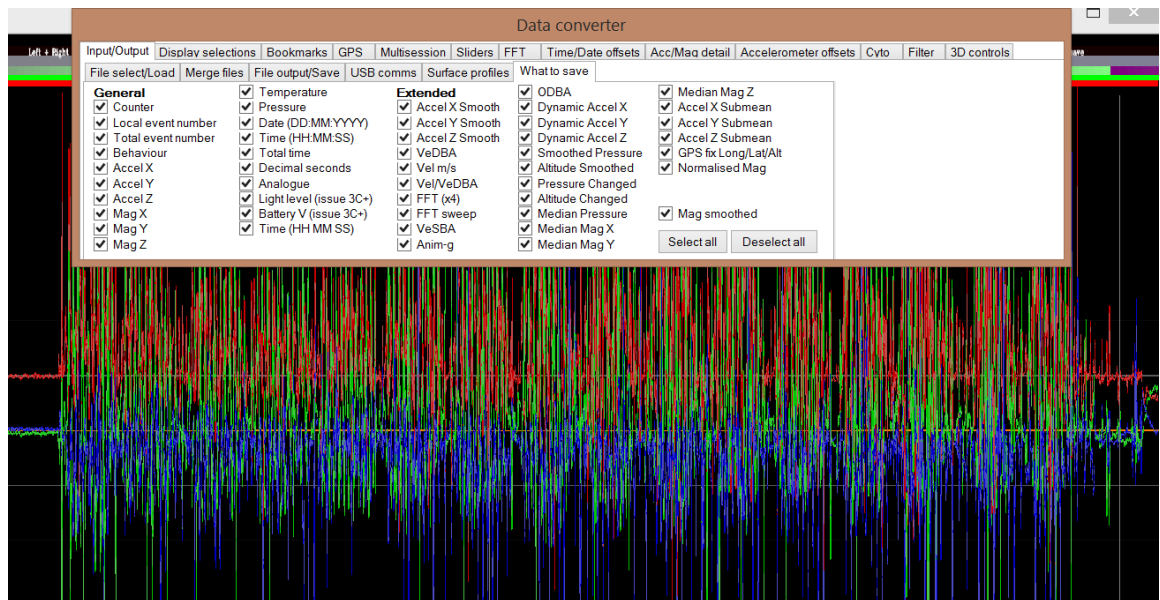 Data converter
Left + Right
Input/Output Display selections Bookmarks GPS Multisession Sliders FFT Time/Date offsets Acc/Mag detail Accelerometer offsets Cyto Filter 3D controls
File select/Load Merge files File output/Save USB comms Surface profiles What to save
General
Counter
Local event number
Total event number
Behaviour
Accel X
Accel Y
Accel Z
Mag X
Mag Y
Mag Z
Temperature
Pressure
Date (DD:MM:YYYY)
Time (HH:MM:SS)
Total time
Decimal seconds
Analogue
Light level (issue 3C+)
Battery V (issue 3C+)
Time (HH MM SS)
Extended
Accel X Smooth
Accel Y Smooth
Accel Z Smooth
VeDBA
Vel m/s
Vel/VeDBA
FFT (x4)
FFT sweep
VeSBA
Anim-g
ODBA
Dynamic Accel X
Dynamic Accel Y
Dynamic Accel Z
Smoothed Pressure
Altitude Smoothed
Pressure Changed
Altitude Changed
Median Pressure
Median Mag X
Median Mag Y
Median Mag Z
Accel X Submean
Accel Y Submean
Accel Z Submean
GPS fix Long/Lat/Alt
Normalised Mag
Mag smoothed
Select all Deselect all